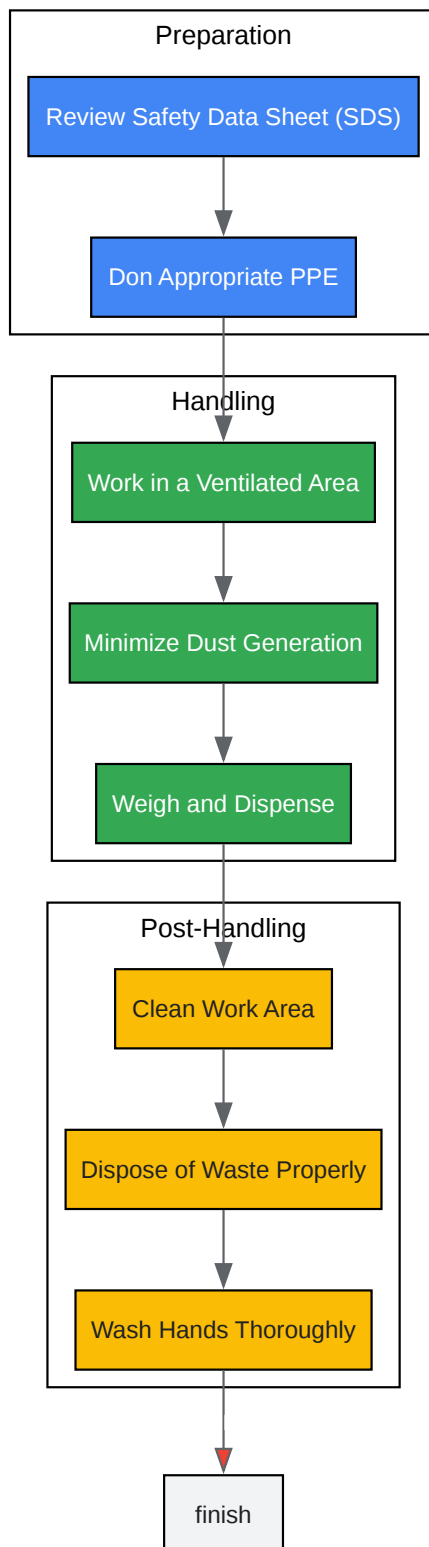 Preparation
Review Safety Data Sheet (SDS)
Don Appropriate PPE
Handling
Work in a Ventilated Area
Minimize Dust Generation
Weigh and Dispense
Post-Handling
Clean Work Area
Dispose of Waste Properly
Wash Hands Thoroughly
finish